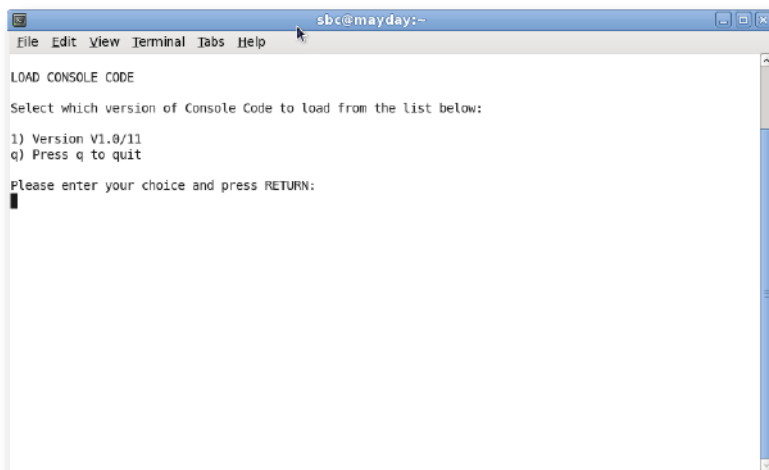 sbc@mayday:~
File Edit View Terminal Tabs Help
LOAD CONSOLE CODE
Select which version of Console Code to load from the list below:
1) Version V1.0/11
q) Press q to quit
Please enter your choice and press RETURN: